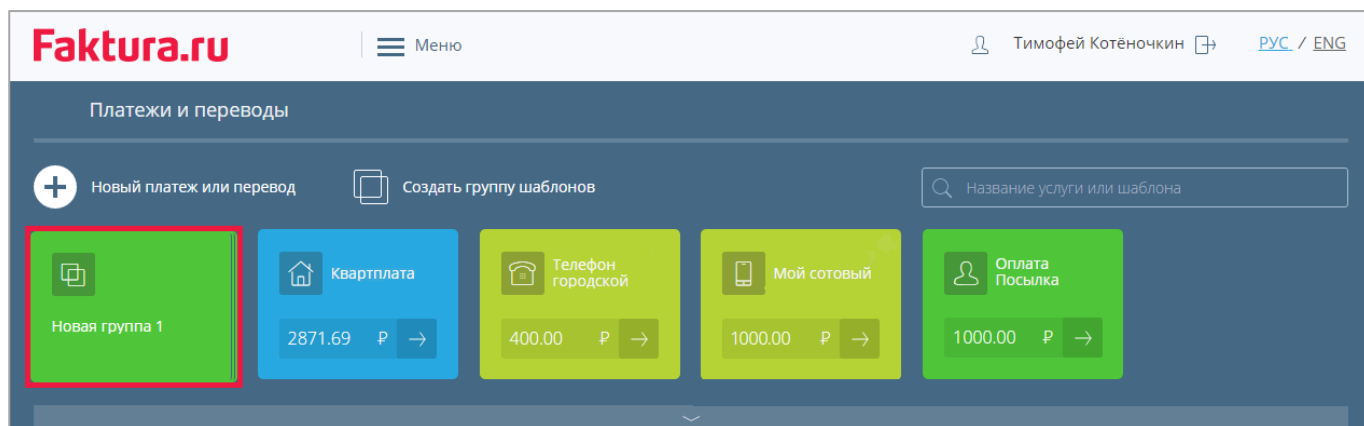 Faktura.ru
Меню
Тимофей Котёночкин
РУС / ENG
Платежи и переводы
Новый платеж или перевод
Создать группу шаблонов
Название услуги или шаблона
Новая группа 1
Квартплата
2871.69 ₽
Телефон
городской
400.00 ₽
Мой сотовый
1000.00 ₽
Оплата
Посылка
1000.00 ₽